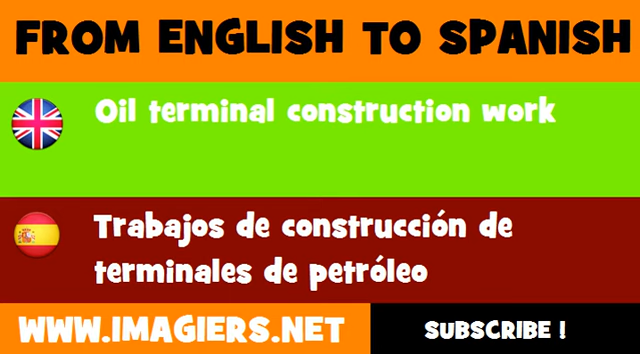 FROM ENGLISH TO SPANISH
Oil terminal construction work
Trabajos de construcción de
terminales de petróleo
WWW.IMAGIERS.NET
SUBSCRIBE !